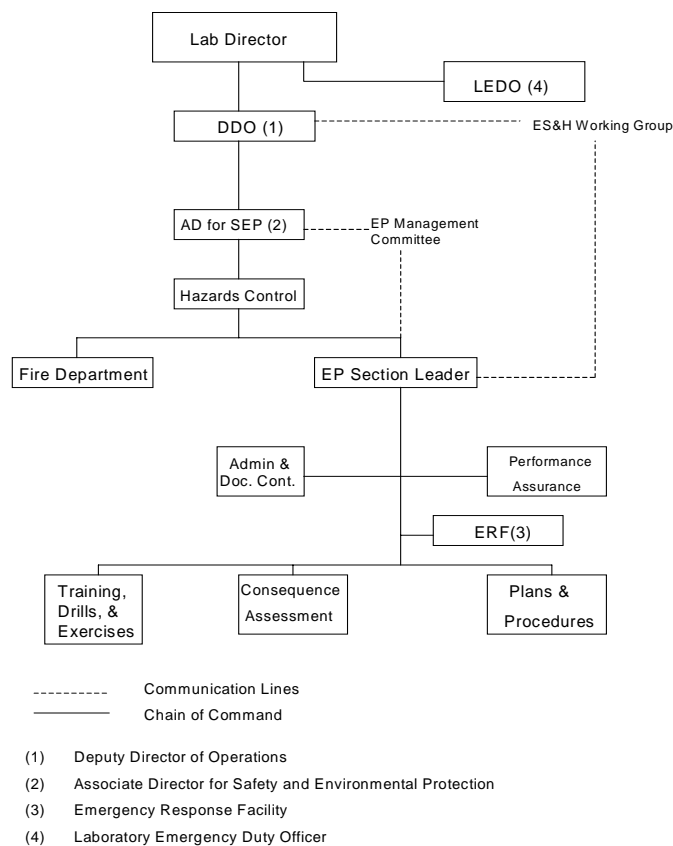 Lab Director
LEDO (4)
DDO (1)
ES&H Working Group
AD for SEP (2)
EP Management
Committee
Hazards Control
Fire Department
EP Section Leader
Admin &
Doc. Cont.
Performance
Assurance
ERF(3)
Training,
Drills, &
Exercises
Consequence
Assessment
Plans &
Procedures
Communication Lines
Chain of Command
(1) Deputy Director of Operations
(2) Associate Director for Safety and Environmental Protection
(3) Emergency Response Facility
(4) Laboratory Emergency Duty Officer